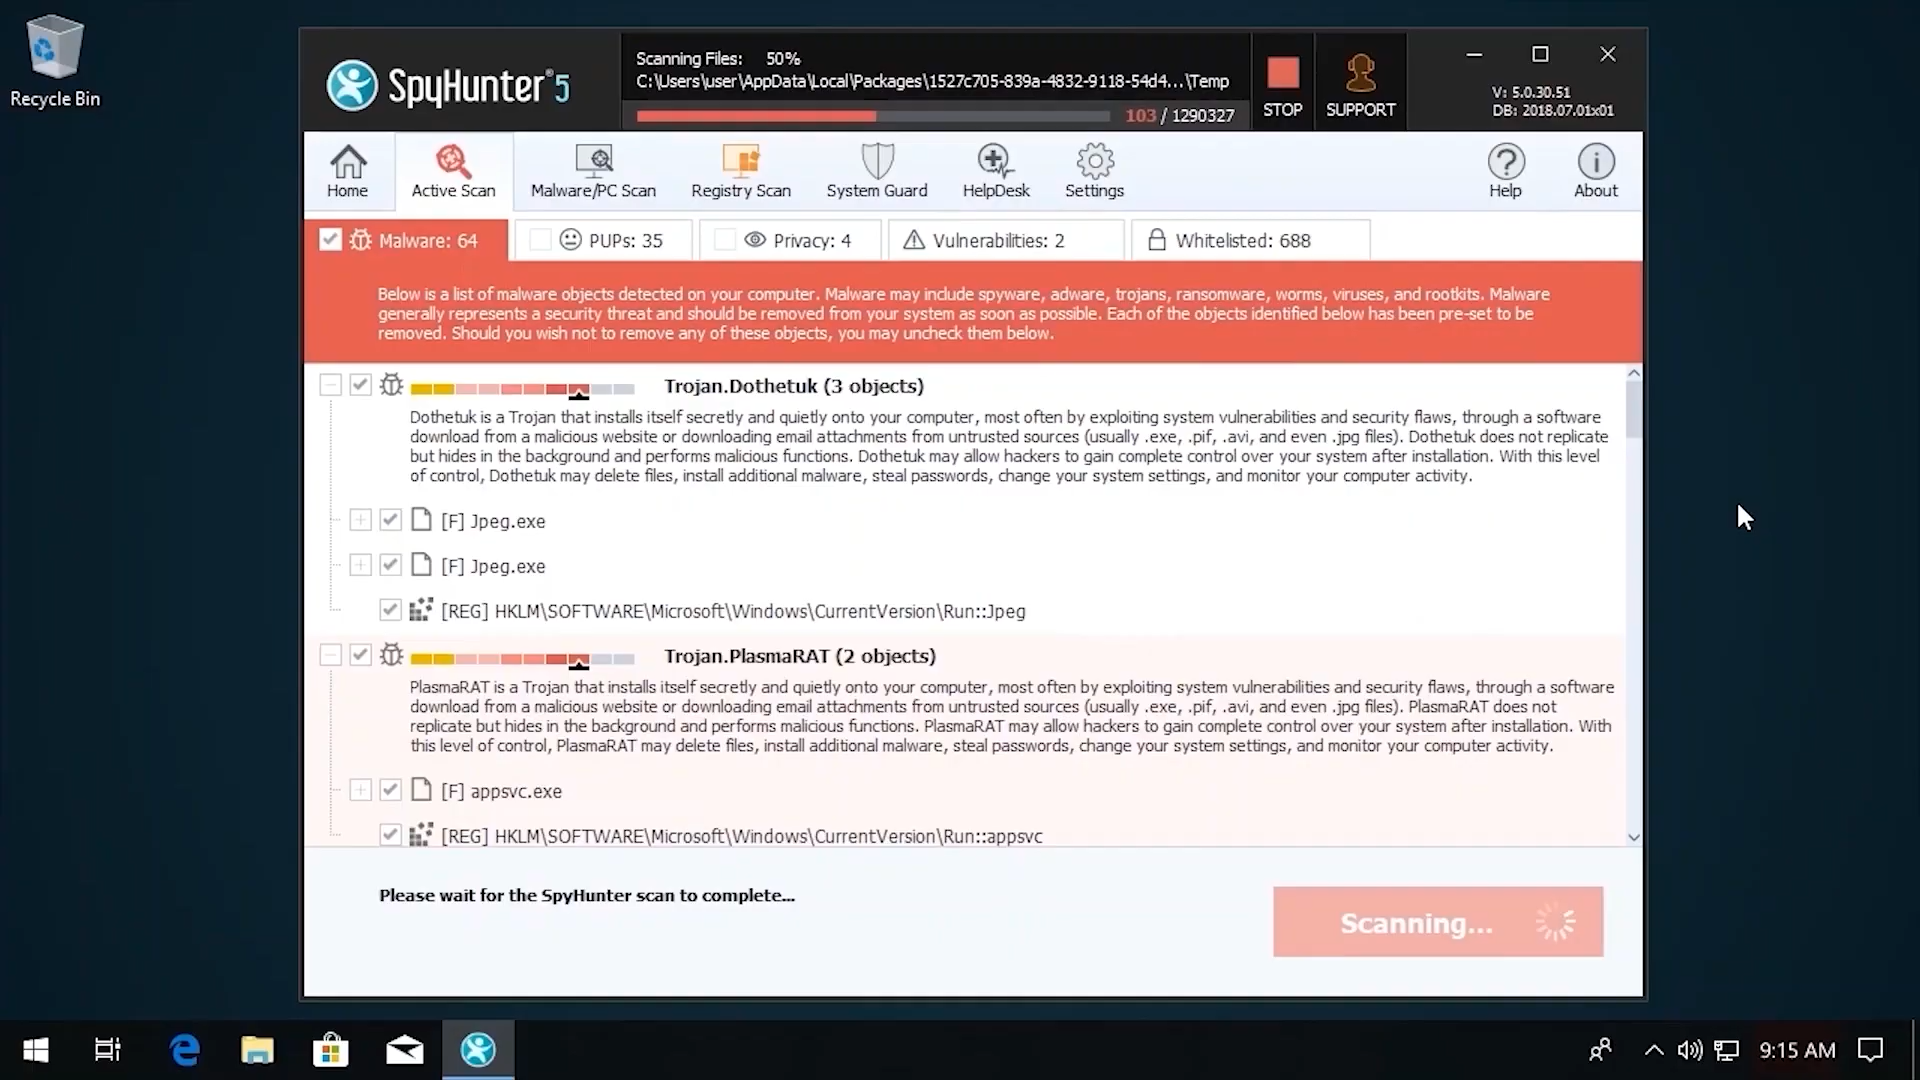 Recycle Bin
SpyHunter® 5
Scanning Files: 50%
C:\Users\user\AppData\Local\Packages\1527c705-839a-4832-9118-54d4...\Temp
103 / 1290327
STOP
SUPPORT
V: 5.0.30.51
DB: 2018.07.01x01
Home
Active Scan
Malware/PC Scan
Registry Scan
System Guard
HelpDesk
Settings
Help
About
Malware: 64
PUPs: 35
Privacy: 4
Vulnerabilities: 2
Whitelisted: 688
Below is a list of malware objects detected on your computer. Malware may include spyware, adware, trojans, ransomware, worms, viruses, and rootkits. Malware
generally represents a security threat and should be removed from your system as soon as possible. Each of the objects identified below has been pre-set to be
removed. Should you wish not to remove any of these objects, you may uncheck them below.
Trojan.Dothetuk (3 objects)
Dothetuk is a Trojan that installs itself secretly and quietly onto your computer, most often by exploiting system vulnerabilities and security flaws, through a software
download from a malicious website or downloading email attachments from untrusted sources (usually .exe, .pif, .avi, and even .jpg files). Dothetuk does not replicate
but hides in the background and performs malicious functions. Dothetuk may allow hackers to gain complete control over your system after installation. With this level
of control, Dothetuk may delete files, install additional malware, steal passwords, change your system settings, and monitor your computer activity.
[F] Jpeg.exe
[F] Jpeg.exe
[REG] HKLM\SOFTWARE\Microsoft\Windows\CurrentVersion\Run::Jpeg
Trojan.PlasmaRAT (2 objects)
PlasmaRAT is a Trojan that installs itself secretly and quietly onto your computer, most often by exploiting system vulnerabilities and security flaws, through a software
download from a malicious website or downloading email attachments from untrusted sources (usually .exe, .pif, .avi, and even .jpg files). PlasmaRAT does not
replicate but hides in the background and performs malicious functions. PlasmaRAT may allow hackers to gain complete control over your system after installation. With
this level of control, PlasmaRAT may delete files, install additional malware, steal passwords, change your system settings, and monitor your computer activity.
[F] appsvc.exe
[REG] HKLM\SOFTWARE\Microsoft\Windows\CurrentVersion\Run::appsvc
Please wait for the SpyHunter scan to complete...
Scanning...
9:15 AM